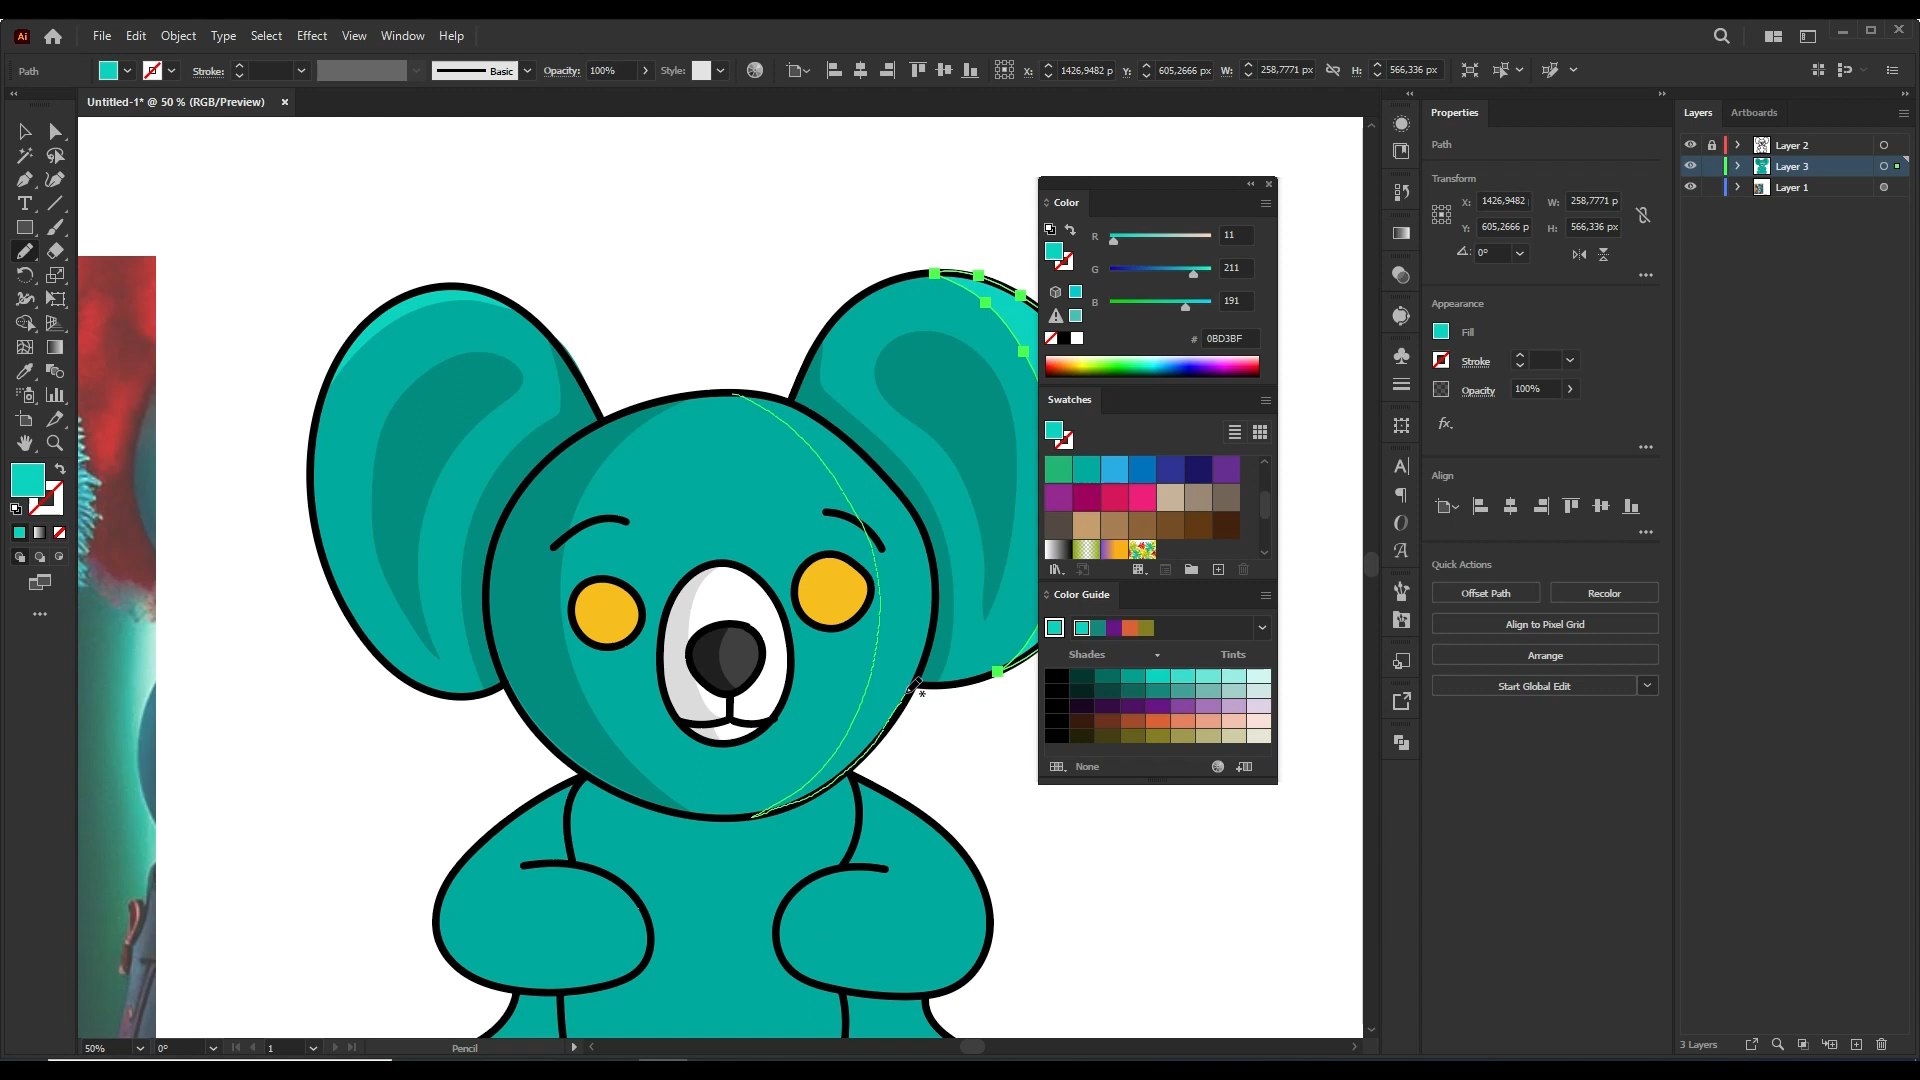 Ai File Edit Object Type Select Effect View Window Help
Path Stroke: Basic Opacity: 100% Style: X: 1426,9482 p Y: 605,2666 px W: 258,7771 px H: 566,336 px
Untitled-1* @ 50 % (RGB/Preview)
Properties
Layers Artboards
Path
Layer 2
Layer 3
Layer 1
Transform
X: 1426,9482 W: 258,7771 p
Y: 605,2666 p H: 566,336 px
0°
Appearance
Fill
Stroke
Opacity 100%
fx.
Align
Quick Actions
Offset Path Recolor
Align to Pixel Grid
Arrange
Start Global Edit
Color
R 11
G 211
B 191
# 0BD3BF
Swatches
Color Guide
Shades Tints
None
50% 0° 1 Pencil
3 Layers